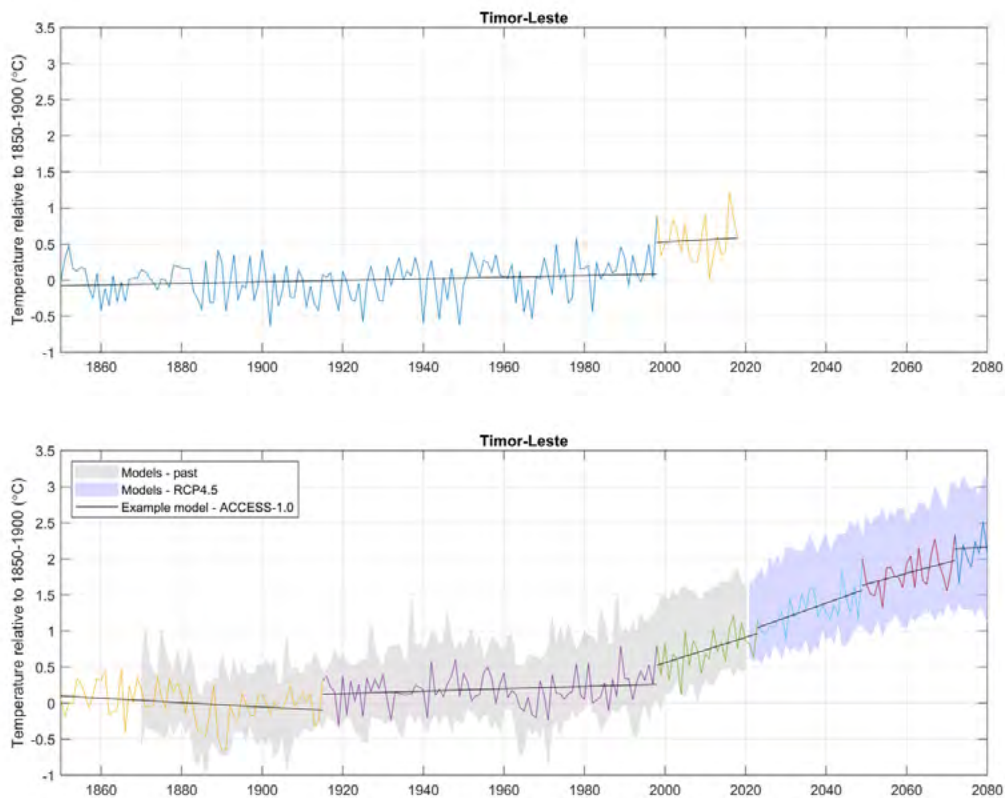 Timor-Leste
Temperature relative to 1850-1900 (°C)
3.5
3
2.5
2
1.5
1
0.5
0
-0.5
-1
1860 1880 1900 1920 1940 1960 1980 2000 2020 2040 2060 2080
Timor-Leste
Temperature relative to 1850-1900 (°C)
3.5
3
2.5
2
1.5
1
0.5
0
-0.5
-1
Models - past
Models - RCP4.5
Example model - ACCESS-1.0
1860 1880 1900 1920 1940 1960 1980 2000 2020 2040 2060 2080